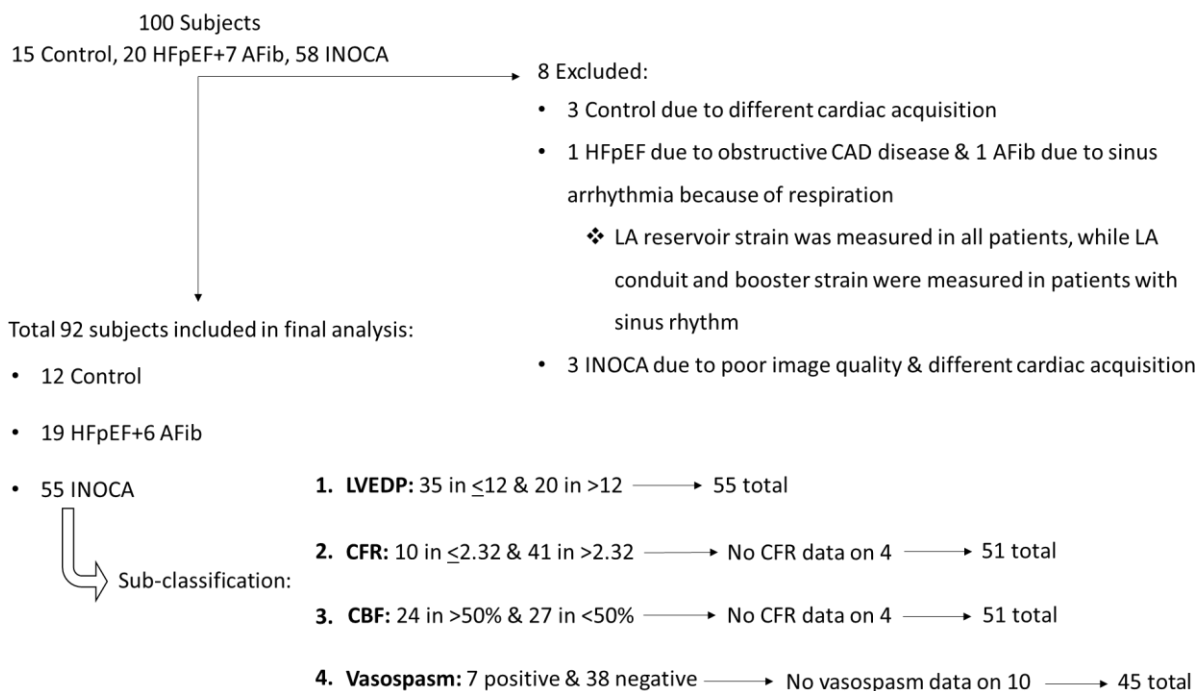 100 Subjects
15 Control, 20 HFpEF+7 AFib, 58 INOCA
8 Excluded:
• 3 Control due to different cardiac acquisition
• 1 HFpEF due to obstructive CAD disease & 1 AFib due to sinus
arrhythmia because of respiration
❖ LA reservoir strain was measured in all patients, while LA
conduit and booster strain were measured in patients with
sinus rhythm
• 3 INOCA due to poor image quality & different cardiac acquisition
Total 92 subjects included in final analysis:
• 12 Control
• 19 HFpEF+6 AFib
• 55 INOCA
Sub-classification:
1. LVEDP: 35 in ≤12 & 20 in >12 → 55 total
2. CFR: 10 in ≤2.32 & 41 in >2.32 → No CFR data on 4 → 51 total
3. CBF: 24 in >50% & 27 in <50% → No CFR data on 4 → 51 total
4. Vasospasm: 7 positive & 38 negative → No vasospasm data on 10 → 45 total